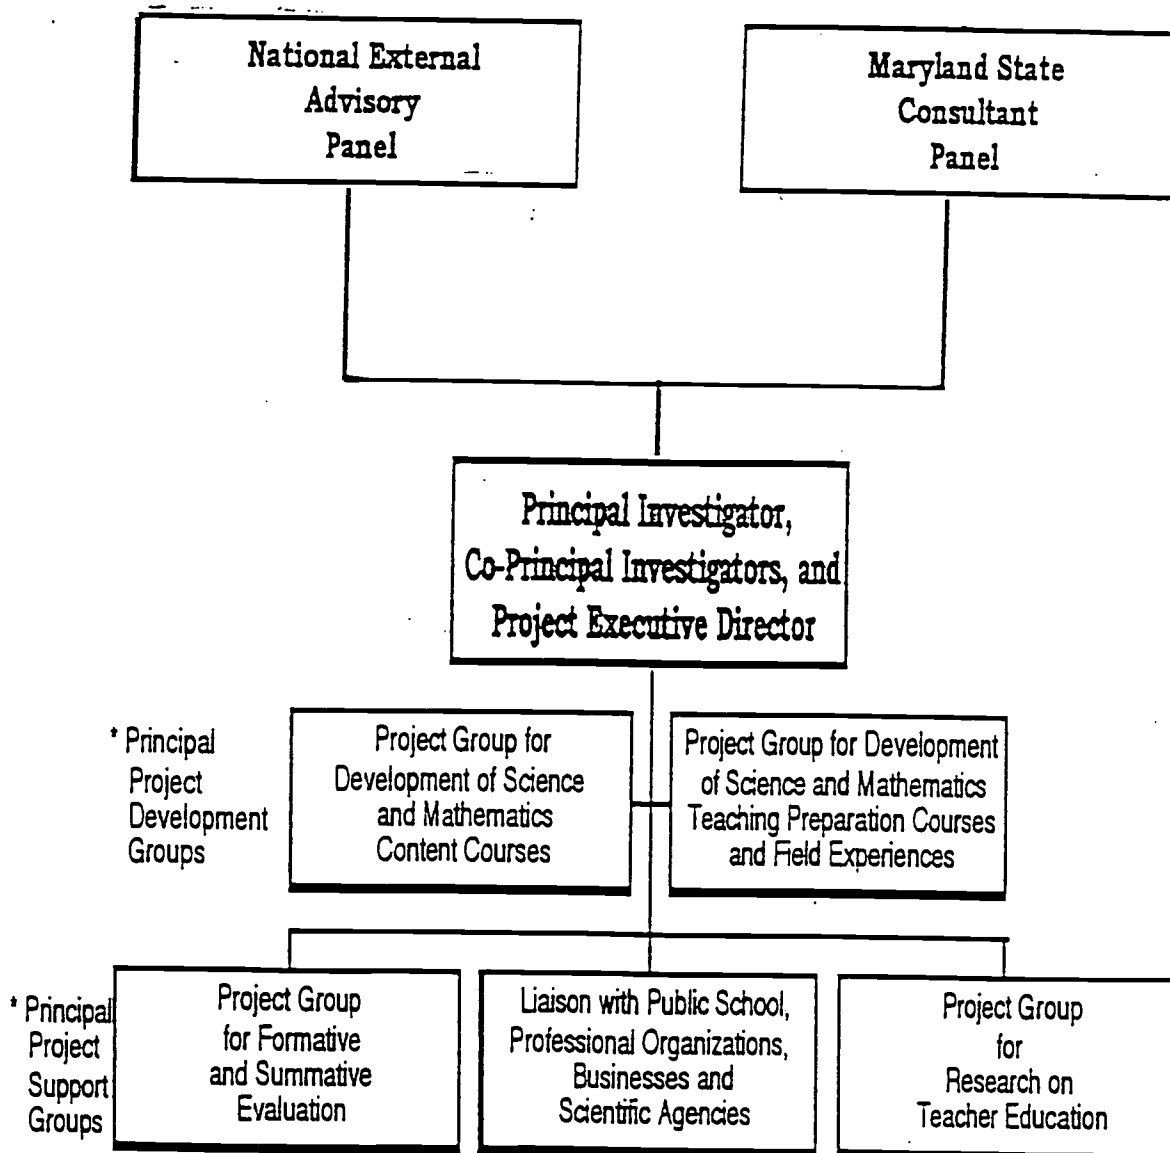 National External
Advisory
Panel
Maryland State
Consultant
Panel
Principal Investigator,
Co-Principal Investigators, and
Project Executive Director
* Principal
Project
Development
Groups
Project Group for
Development of Science
and Mathematics
Content Courses
Project Group for Development
of Science and Mathematics
Teaching Preparation Courses
and Field Experiences
* Principal
Project
Support
Groups
Project Group
for Formative
and Summative
Evaluation
Liaison with Public School,
Professional Organizations,
Businesses and
Scientific Agencies
Project Group
for
Research on
Teacher Education